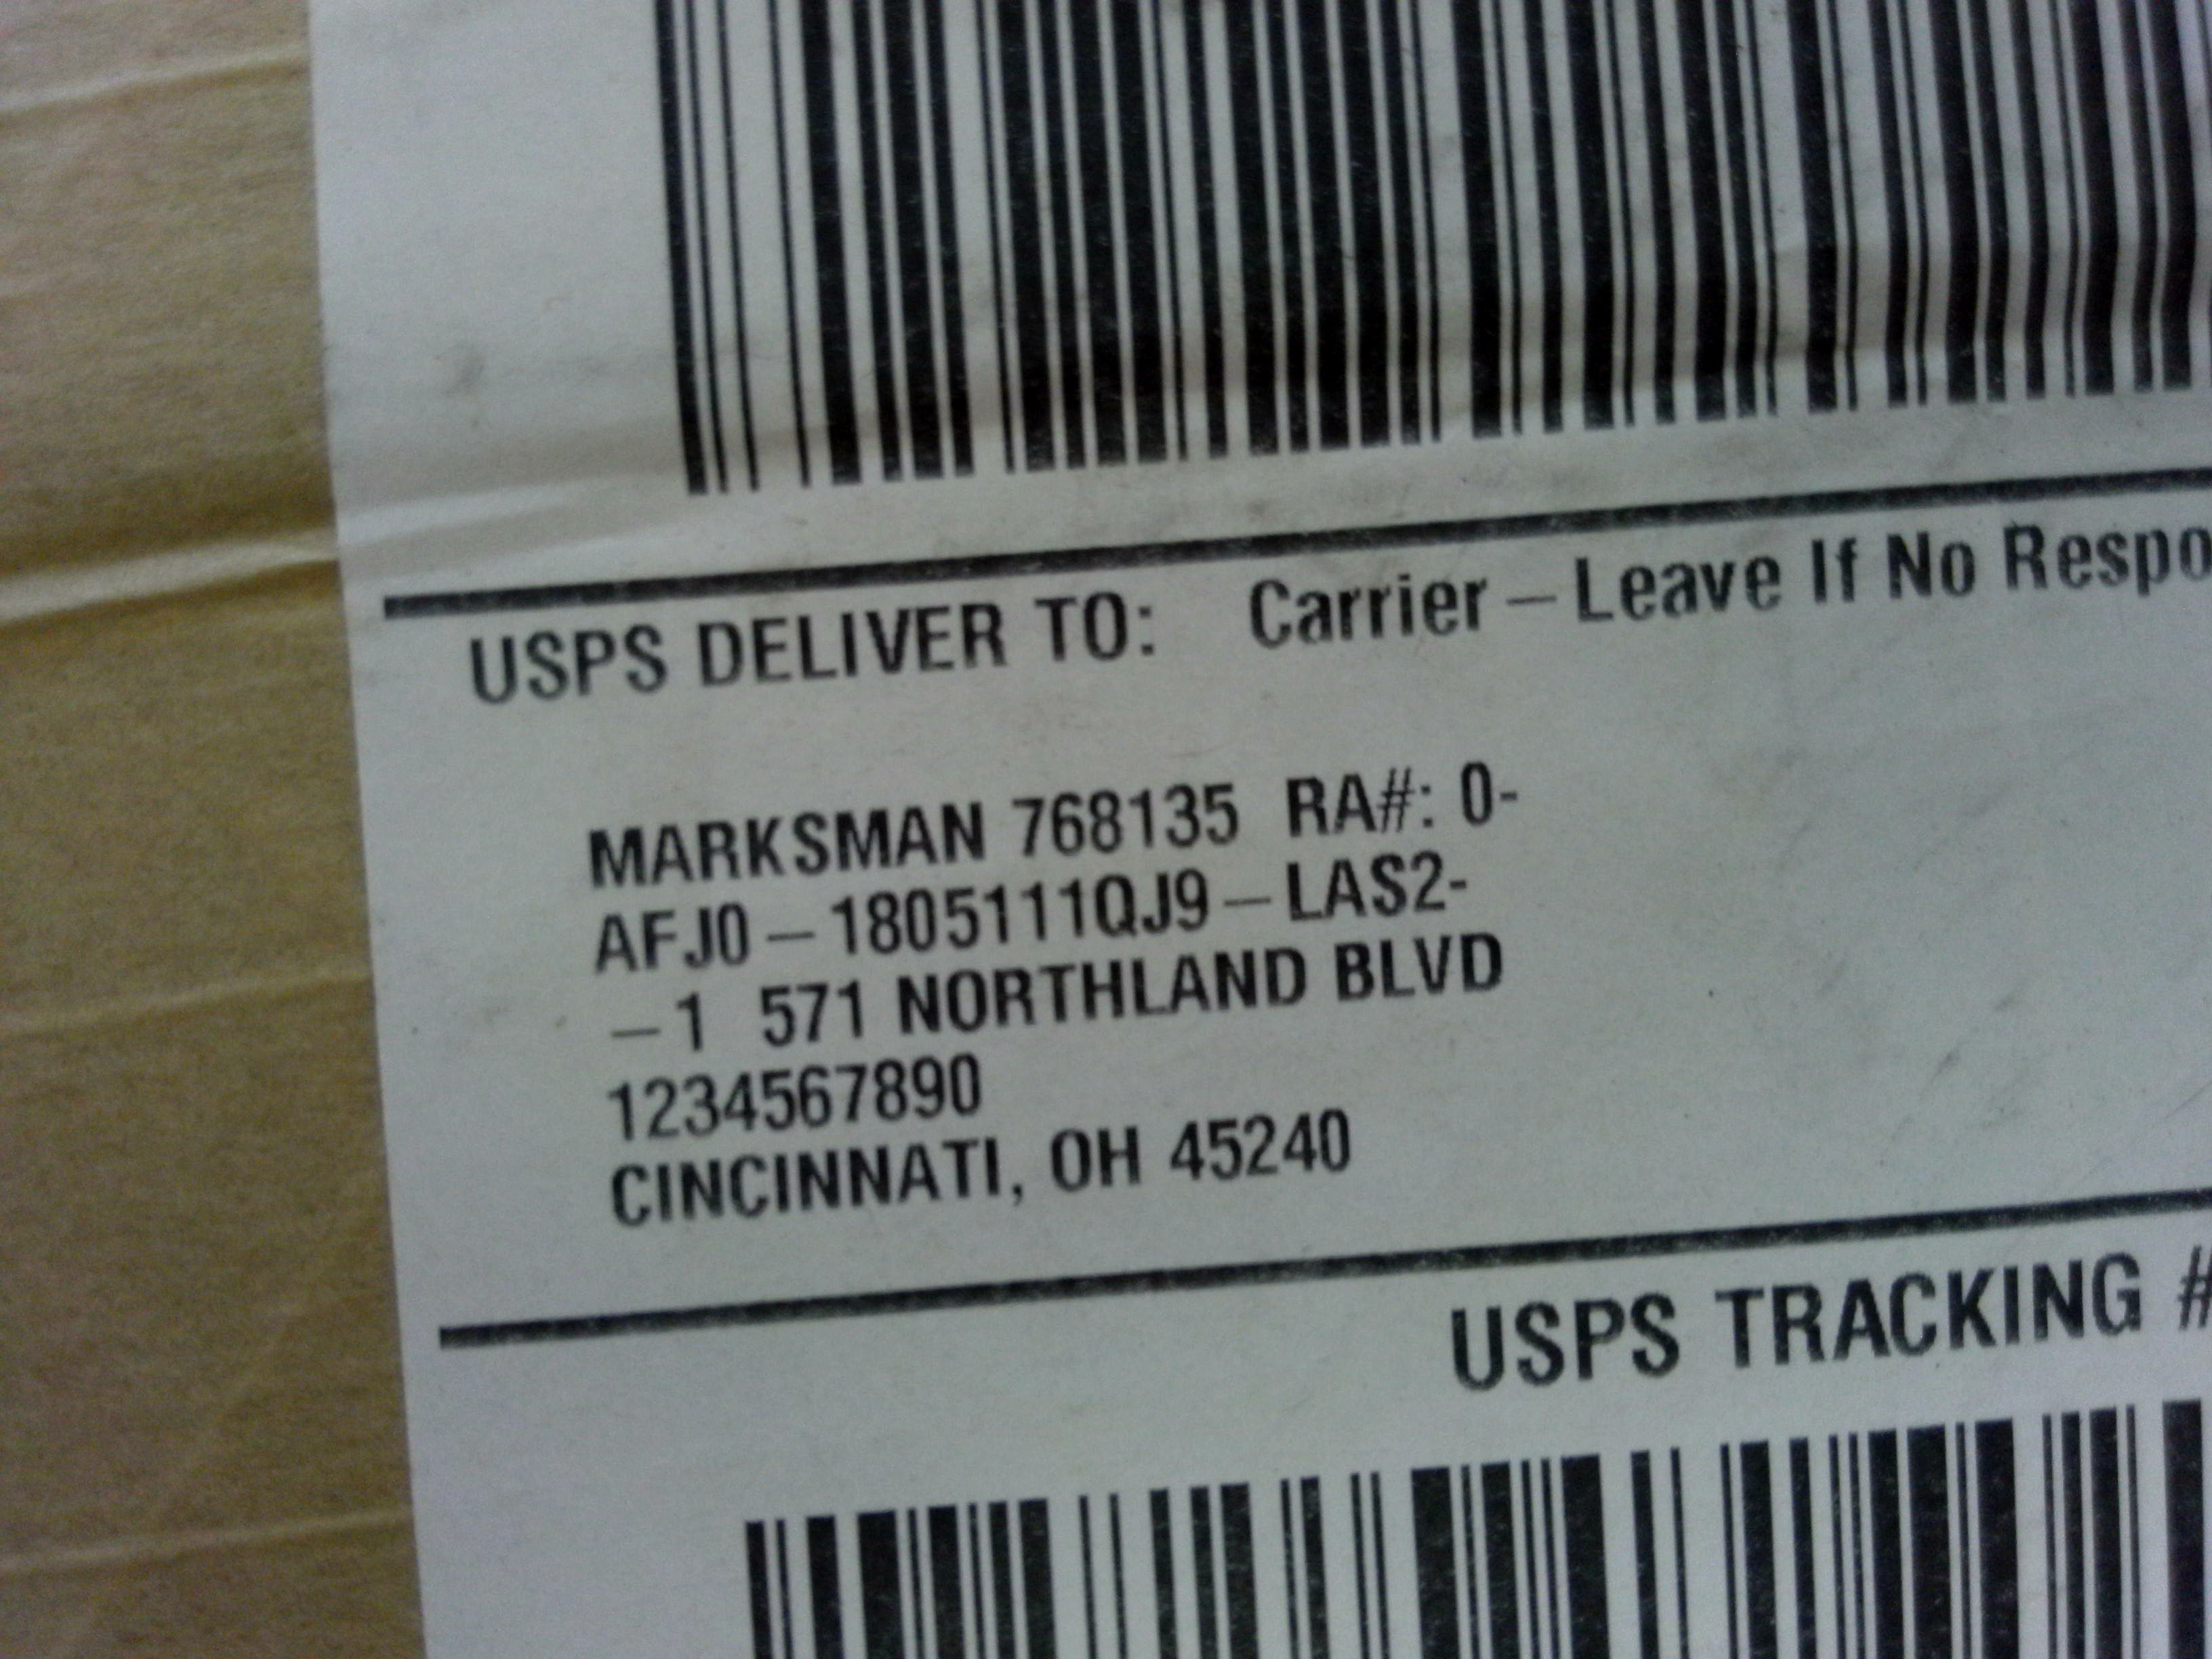 USPS DELIVER TO: Carrier – Leave If No Respo
MARKSMAN 768135 RA#: 0-
AFJ0 – 1805111QJ9 – LAS2-
– 1 571 NORTHLAND BLVD
1234567890
CINCINNATI, OH 45240
USPS TRACKING #